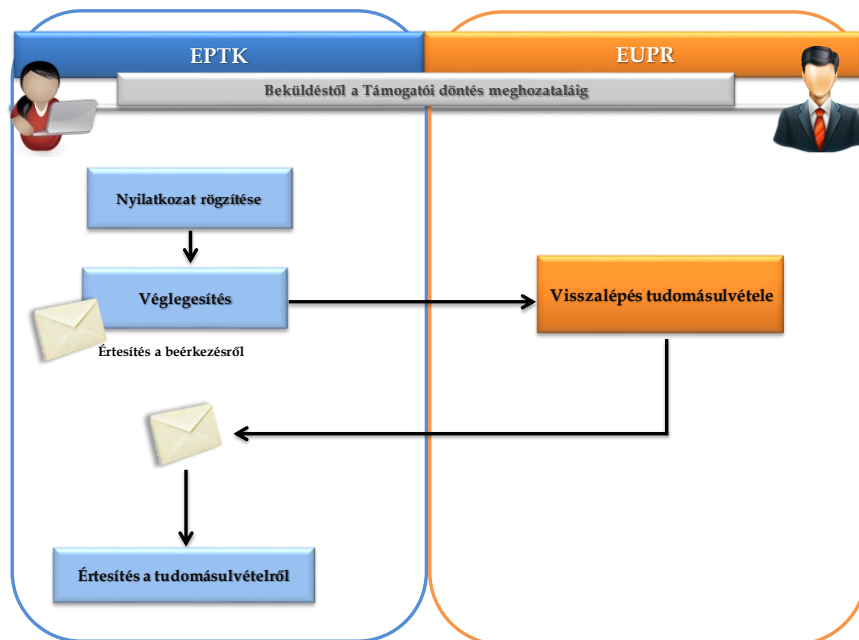 EPTK
EUPR
Beküldéstől a Támogatói döntés meghozataláig
Nyilatkozat rögzítése
Véglegesítés
Visszalépés tudomásulvétele
Értesítés a beérkezésről
Értesítés a tudomásulvételről